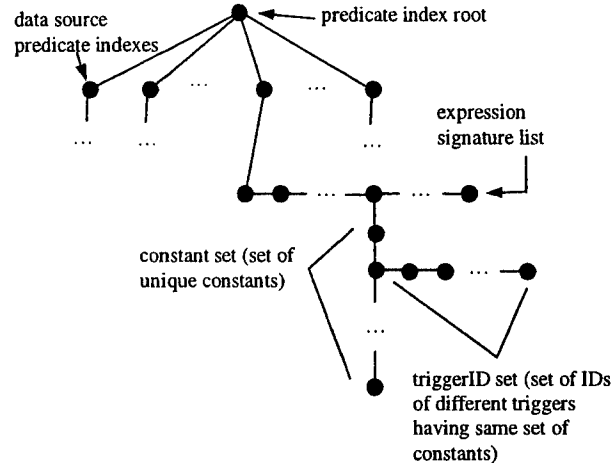 data source
predicate indexes
predicate index root
...
...
...
...
...
expression
signature list
...
...
constant set (set of
unique constants)
...
...
triggerID set (set of IDs
of different triggers
having same set of
constants)